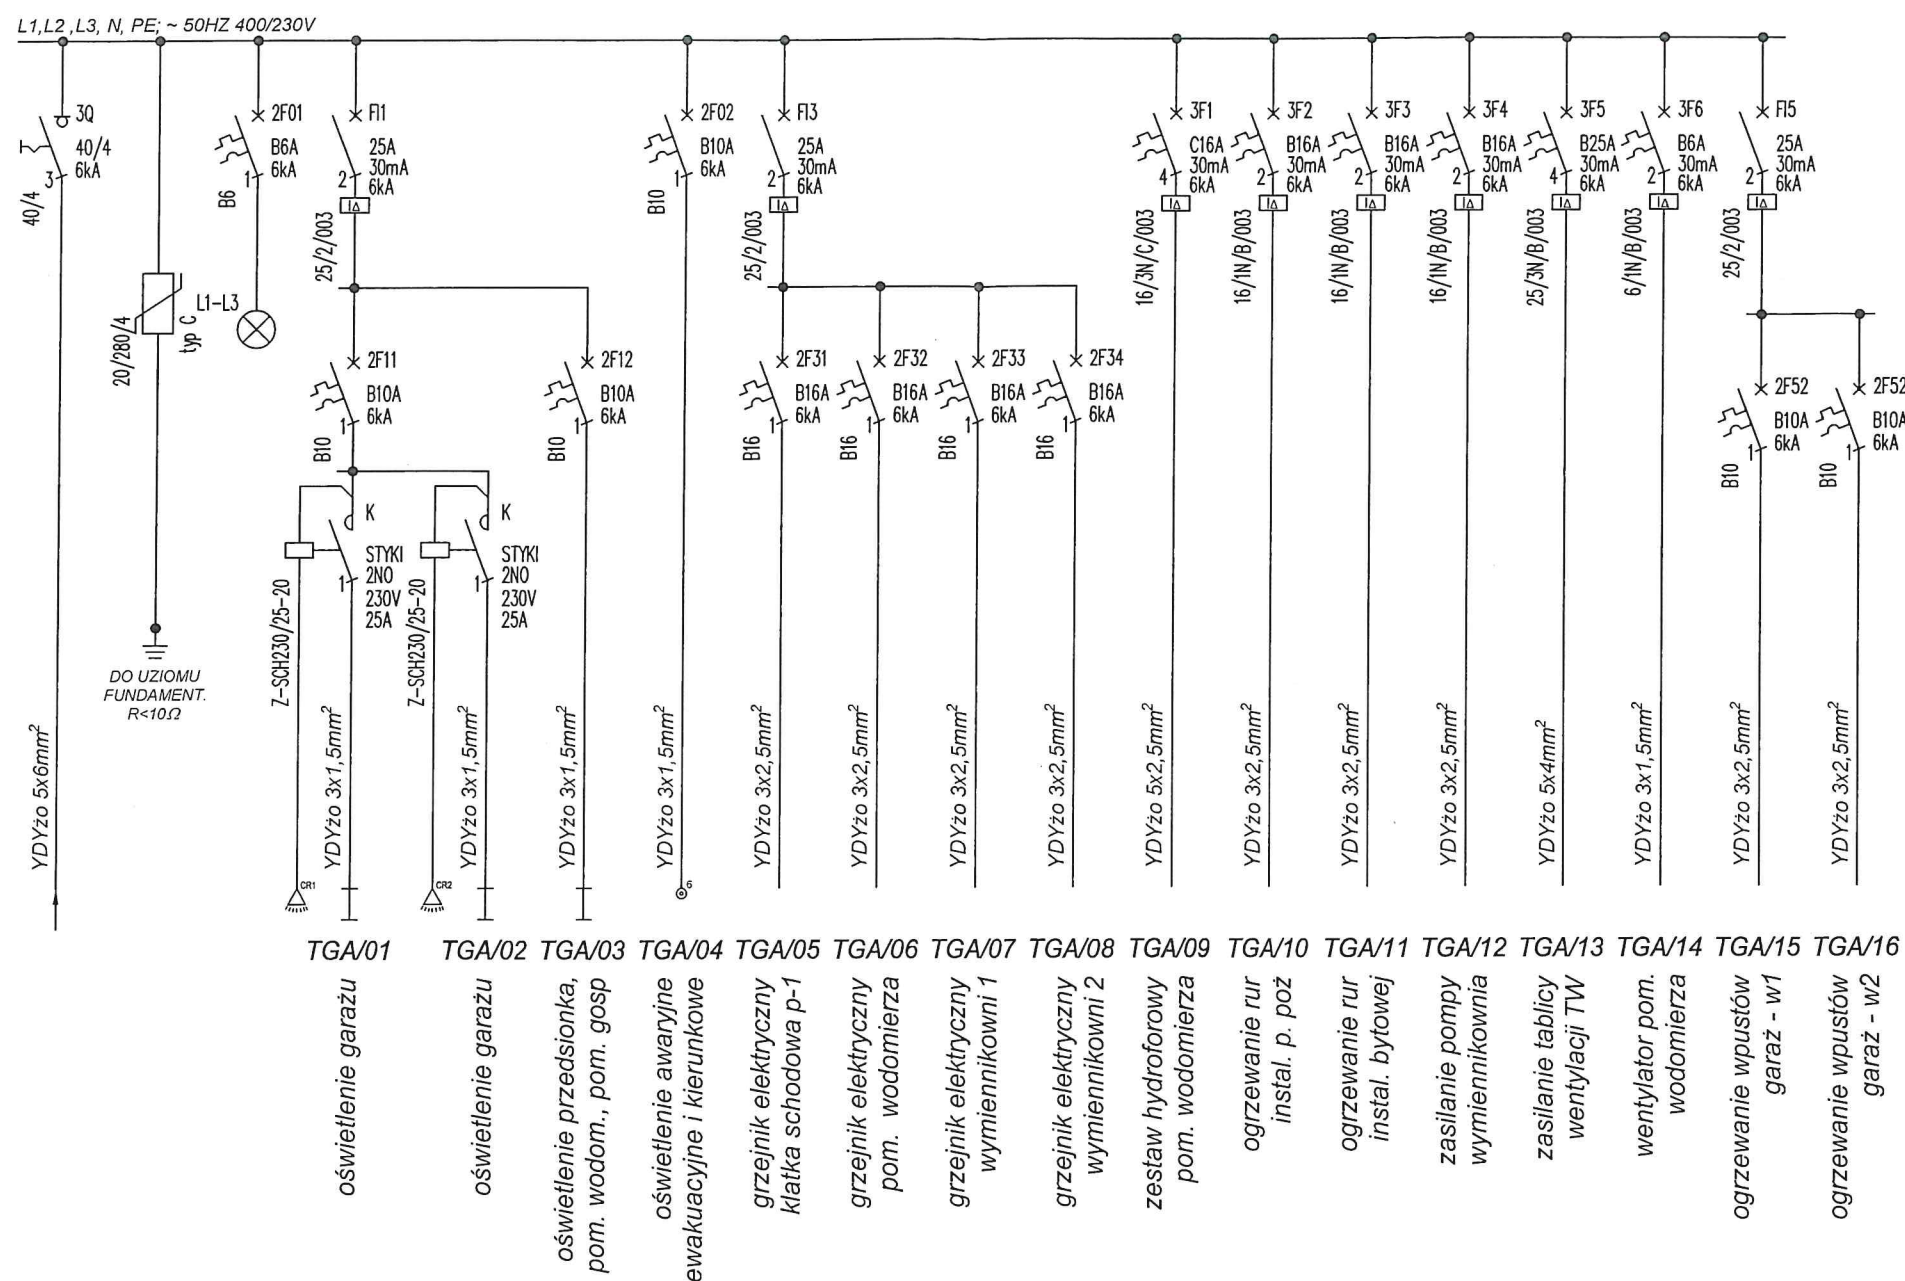 L1,L2 ,L3, N, PE; ~ 50HZ 400/230V
3Q
40/4
6kA
3
40/4
YDYżo 5x6mm²
20/280/4
typ C
DO UZIOMU
FUNDAMENT.
R<10Ω
2F01
B6A
6kA
1
B6
L1-L3
FI1
25A
30mA
6kA
2
I∆
25/2/003
2F11
B10A
6kA
1
B10
K
STYKI
2NO
230V
25A
1
Z-SCH230/25-20
YDYżo 3x1,5mm²
CR1
K
STYKI
2NO
230V
25A
1
Z-SCH230/25-20
YDYżo 3x1,5mm²
CR2
2F12
B10A
6kA
1
B10
YDYżo 3x1,5mm²
2F02
B10A
6kA
1
B10
YDYżo 3x1,5mm²
6
FI3
25A
30mA
6kA
2
I∆
25/2/003
2F31
B16A
6kA
1
B16
YDYżo 3x2,5mm²
2F32
B16A
6kA
1
B16
YDYżo 3x2,5mm²
2F33
B16A
6kA
1
B16
YDYżo 3x2,5mm²
2F34
B16A
6kA
1
B16
YDYżo 3x2,5mm²
3F1
C16A
30mA
6kA
4
I∆
16/3N/C/003
YDYżo 5x2,5mm²
3F2
B16A
30mA
6kA
2
I∆
16/1N/B/003
YDYżo 3x2,5mm²
3F3
B16A
30mA
6kA
2
I∆
16/1N/B/003
YDYżo 3x2,5mm²
3F4
B16A
30mA
6kA
2
I∆
16/1N/B/003
YDYżo 3x2,5mm²
3F5
B25A
30mA
6kA
4
I∆
25/3N/B/003
YDYżo 5x4mm²
3F6
B6A
30mA
6kA
2
I∆
6/1N/B/003
YDYżo 3x1,5mm²
FI5
25A
30mA
6kA
2
I∆
25/2/003
2F52
B10A
6kA
1
B10
YDYżo 3x2,5mm²
2F52
B10A
6kA
1
B10
YDYżo 3x2,5mm²
TGA/01
oświetlenie garażu
TGA/02
oświetlenie garażu
TGA/03
oświetlenie przedsionka,
pom. wodom., pom. gosp
TGA/04
oświetlenie awaryjne
ewakuacyjne i kierunkowe
TGA/05
grzejnik elektryczny
klatka schodowa p-1
TGA/06
grzejnik elektryczny
pom. wodomierza
TGA/07
grzejnik elektryczny
wymiennikowni 1
TGA/08
grzejnik elektryczny
wymiennikowni 2
TGA/09
zestaw hydroforowy
pom. wodomierza
TGA/10
ogrzewanie rur
instal. p. poż
TGA/11
ogrzewanie rur
instal. bytowej
TGA/12
zasilanie pompy
wymiennikownia
TGA/13
zasilanie tablicy
wentylacji TW
TGA/14
wentylator pom.
wodomierza
TGA/15
ogrzewanie wpustów
garaż - w1
TGA/16
ogrzewanie wpustów
garaż - w2